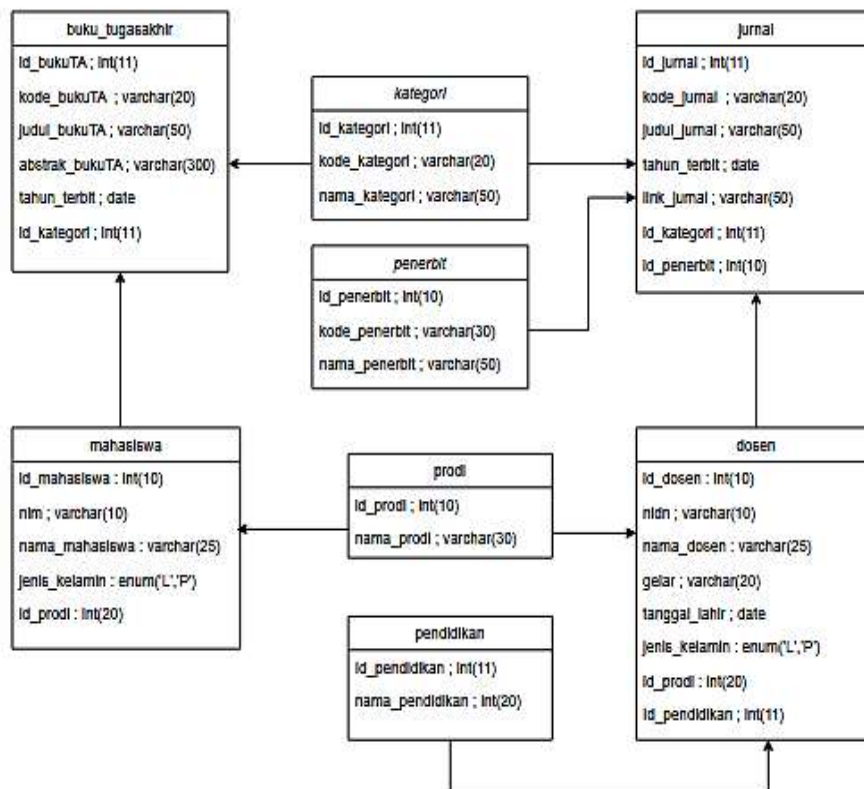 buku_tugasakhir
id_bukuTA ; int(11)
kode_bukuTA ; varchar(20)
judul_bukuTA ; varchar(50)
abstrak_bukuTA ; varchar(300)
tahun_terbit ; date
id_kategori ; int(11)
kategori
id_kategori ; int(11)
kode_kategori ; varchar(20)
nama_kategori ; varchar(50)
jurnal
id_jurnal ; int(11)
kode_jurnal ; varchar(20)
judul_jurnal ; varchar(50)
tahun_terbit ; date
link_jurnal ; varchar(50)
id_kategori ; int(11)
id_penerbit ; int(10)
penerbit
id_penerbit ; int(10)
kode_penerbit ; varchar(30)
nama_penerbit ; varchar(50)
mahasiswa
id_mahasiswa : int(10)
nim ; varchar(10)
nama_mahasiswa : varchar(25)
jenis_kelamin : enum('L','P')
id_prodi : int(20)
prodi
id_prodi ; int(10)
nama_prodi ; varchar(30)
pendidikan
id_pendidikan ; int(11)
nama_pendidikan ; int(20)
dosen
id_dosen : int(10)
nidn ; varchar(10)
nama_dosen : varchar(25)
gelar ; varchar(20)
tanggal_lahir ; date
jenis_kelamin : enum('L','P')
id_prodi : int(20)
id_pendidikan ; int(11)